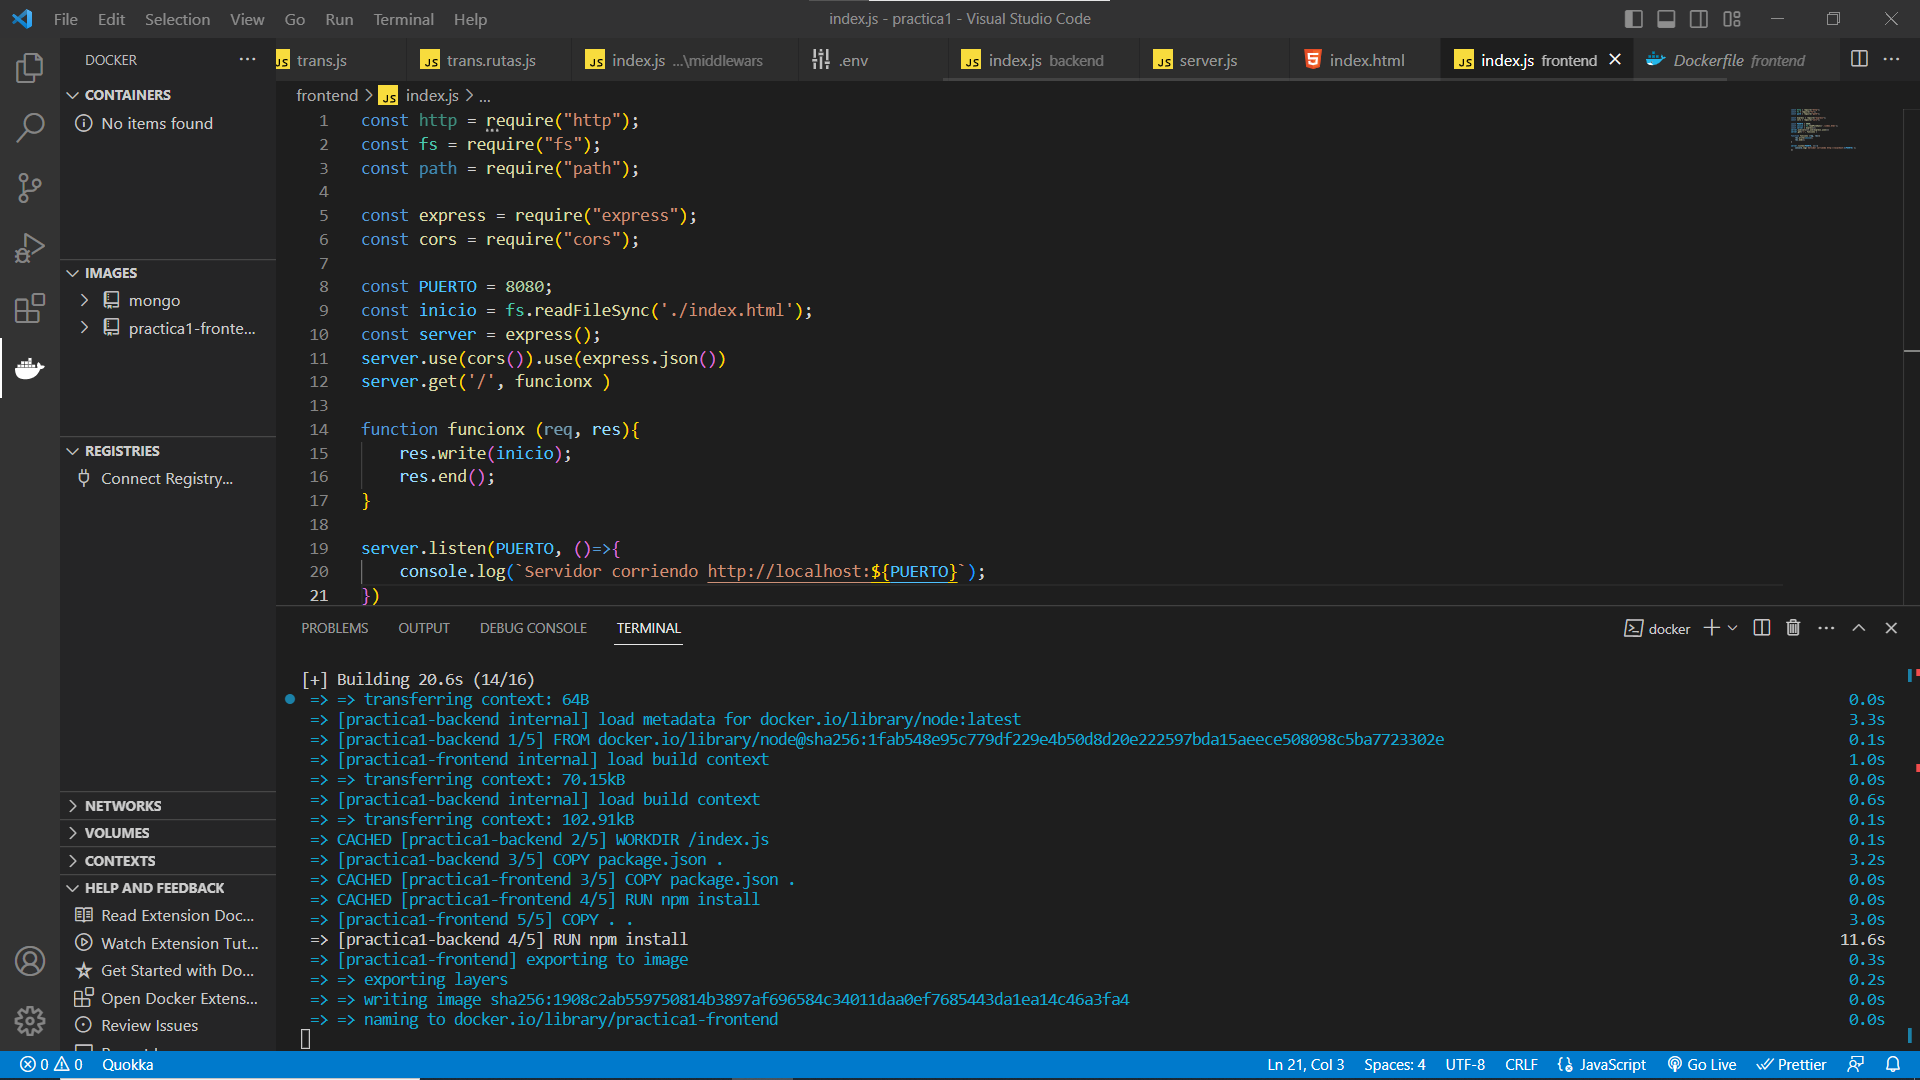 File Edit Selection View Go Run Terminal Help
index.js - practica1 - Visual Studio Code
DOCKER ...
JS trans.js
JS trans.rutas.js
JS index.js ...\middlewars
.env
JS index.js backend
JS server.js
index.html
JS index.js frontend
Dockerfile frontend
CONTAINERS
No items found
IMAGES
mongo
practica1-fronte...
REGISTRIES
Connect Registry...
NETWORKS
VOLUMES
CONTEXTS
HELP AND FEEDBACK
Read Extension Doc...
Watch Extension Tut...
Get Started with Do...
Open Docker Extens...
Review Issues
frontend > JS index.js > ...
1 const http = require("http");
2 const fs = require("fs");
3 const path = require("path");
4
5 const express = require("express");
6 const cors = require("cors");
7
8 const PUERTO = 8080;
9 const inicio = fs.readFileSync('./index.html');
10 const server = express();
11 server.use(cors()).use(express.json())
12 server.get('/', funcionx )
13
14 function funcionx (req, res){
15 res.write(inicio);
16 res.end();
17 }
18
19 server.listen(PUERTO, ()=>{
20 console.log(`Servidor corriendo http://localhost:${PUERTO}`);
21 })
PROBLEMS OUTPUT DEBUG CONSOLE TERMINAL
docker
[+] Building 20.6s (14/16)
=> => transferring context: 64B 0.0s
=> [practica1-backend internal] load metadata for docker.io/library/node:latest 3.3s
=> [practica1-backend 1/5] FROM docker.io/library/node@sha256:1fab548e95c779df229e4b50d8d20e222597bda15aeece508098c5ba7723302e 0.1s
=> [practica1-frontend internal] load build context 1.0s
=> => transferring context: 70.15kB 0.0s
=> [practica1-backend internal] load build context 0.6s
=> => transferring context: 102.91kB 0.1s
=> CACHED [practica1-backend 2/5] WORKDIR /index.js 0.1s
=> [practica1-backend 3/5] COPY package.json . 3.2s
=> CACHED [practica1-frontend 3/5] COPY package.json . 0.0s
=> CACHED [practica1-frontend 4/5] RUN npm install 0.0s
=> [practica1-frontend 5/5] COPY . . 3.0s
=> [practica1-backend 4/5] RUN npm install 11.6s
=> [practica1-frontend] exporting to image 0.3s
=> => exporting layers 0.2s
=> => writing image sha256:1908c2ab559750814b3897af696584c34011daa0ef7685443da1ea14c46a3fa4 0.0s
=> => naming to docker.io/library/practica1-frontend 0.0s
0 0 Quokka
Ln 21, Col 3 Spaces: 4 UTF-8 CRLF JavaScript Go Live Prettier